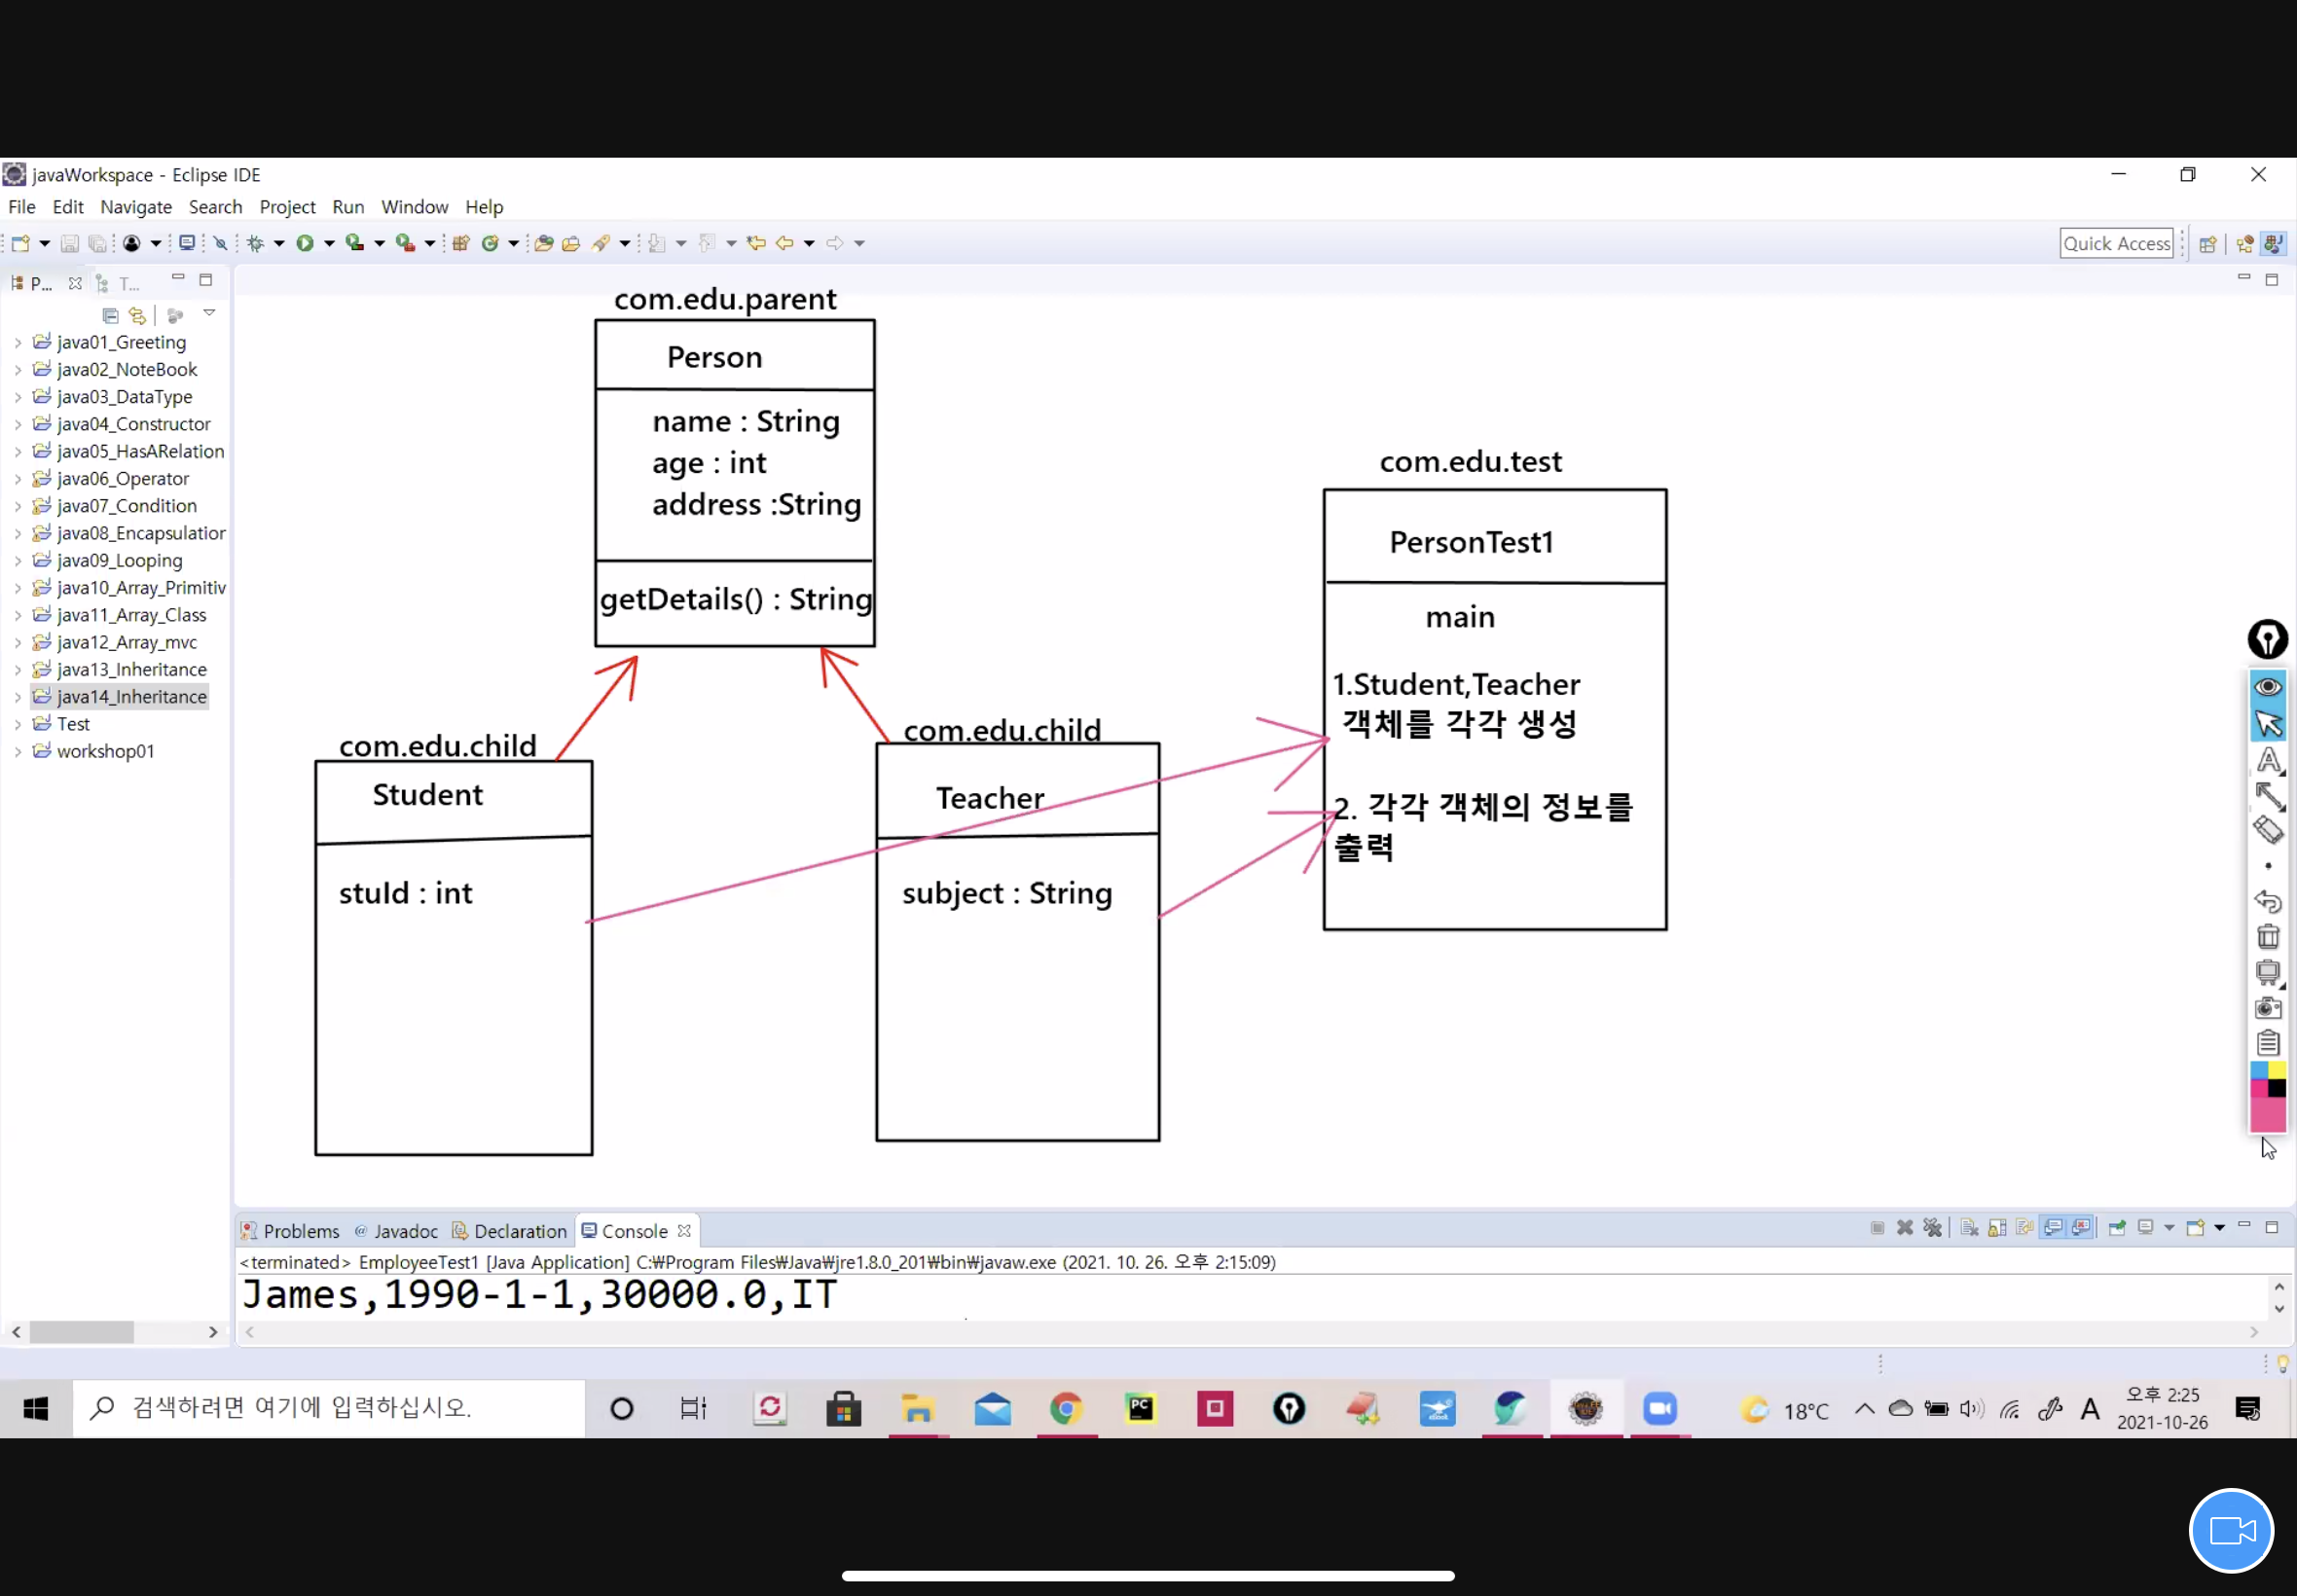 javaWorkspace - Eclipse IDE
File Edit Navigate Search Project Run Window Help
Quick Access
P... T...
java01_Greeting
java02_NoteBook
java03_DataType
java04_Constructor
java05_HasARelation
java06_Operator
java07_Condition
java08_Encapsulation
java09_Looping
java10_Array_Primitiv
java11_Array_Class
java12_Array_mvc
java13_Inheritance
java14_Inheritance
Test
workshop01
com.edu.parent
Person
name : String
age : int
address :String
getDetails() : String
com.edu.child
Student
stuId : int
com.edu.child
Teacher
subject : String
com.edu.test
PersonTest1
main
1.Student,Teacher
객체를 각각 생성
2. 각각 객체의 정보를
출력
A
Problems @ Javadoc Declaration Console
<terminated> EmployeeTest1 [Java Application] C:₩Program Files₩Java₩jre1.8.0_201₩bin₩javaw.exe (2021. 10. 26. 오후 2:15:09)
James,1990-1-1,30000.0,IT
검색하려면 여기에 입력하십시오.
PC
18°C
A
오후 2:25
2021-10-26